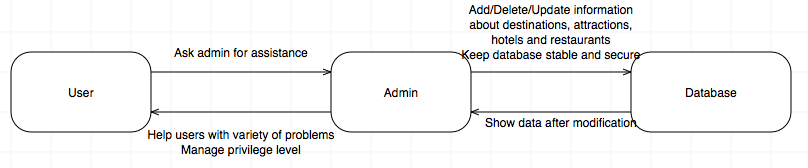 Add/Delete/Update information
about destinations, attractions,
hotels and restaurants
Keep database stable and secure
Ask admin for assistance
User
Admin
Database
Help users with variety of problems
Manage privilege level
Show data after modification